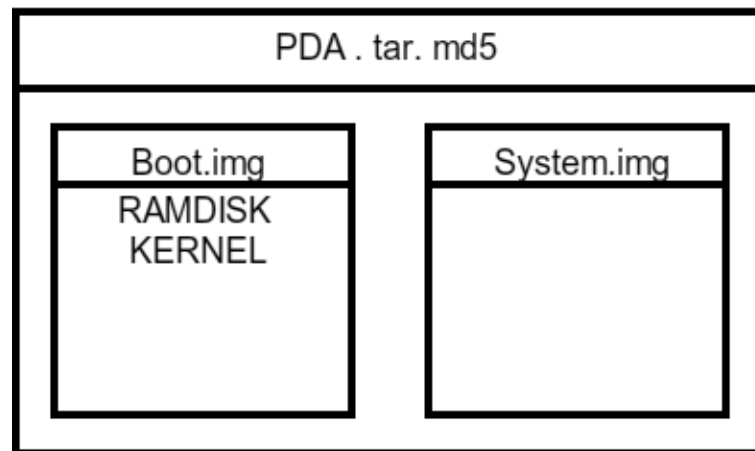 PDA . tar. md5
Boot.img
RAMDISK
KERNEL
System.img